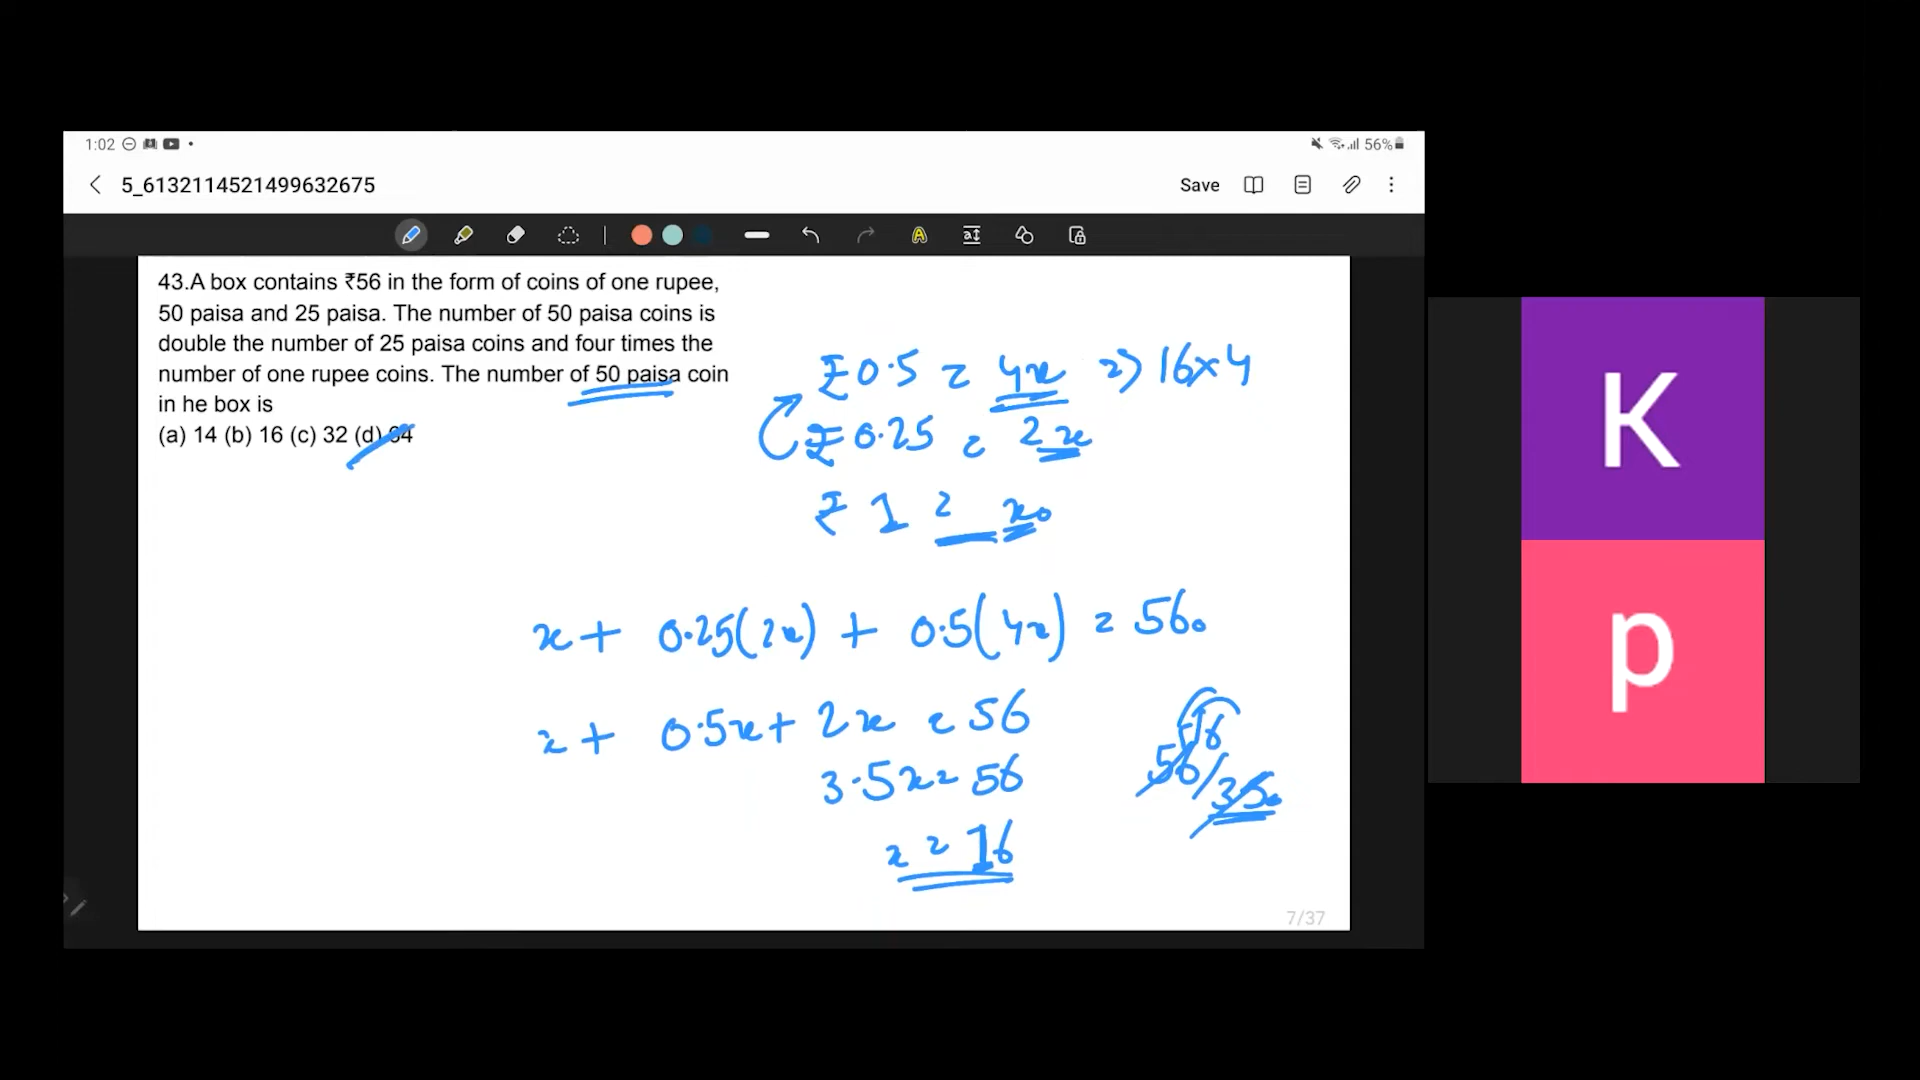 1:02
56%
5_6132114521499632675
Save
43.A box contains ₹56 in the form of coins of one rupee,
50 paisa and 25 paisa. The number of 50 paisa coins is
double the number of 25 paisa coins and four times the
number of one rupee coins. The number of 50 paisa coin
in he box is
(a) 14 (b) 16 (c) 32 (d) 64
₹ 0.5 = 4x => 16x4
₹ 0.25 = 2x
₹ 1 = x.
x + 0.25(2x) + 0.5(4x) = 56.
x + 0.5x + 2x = 56
3.5x = 56
x = 16
16
56/3.5.
7/37
K
p